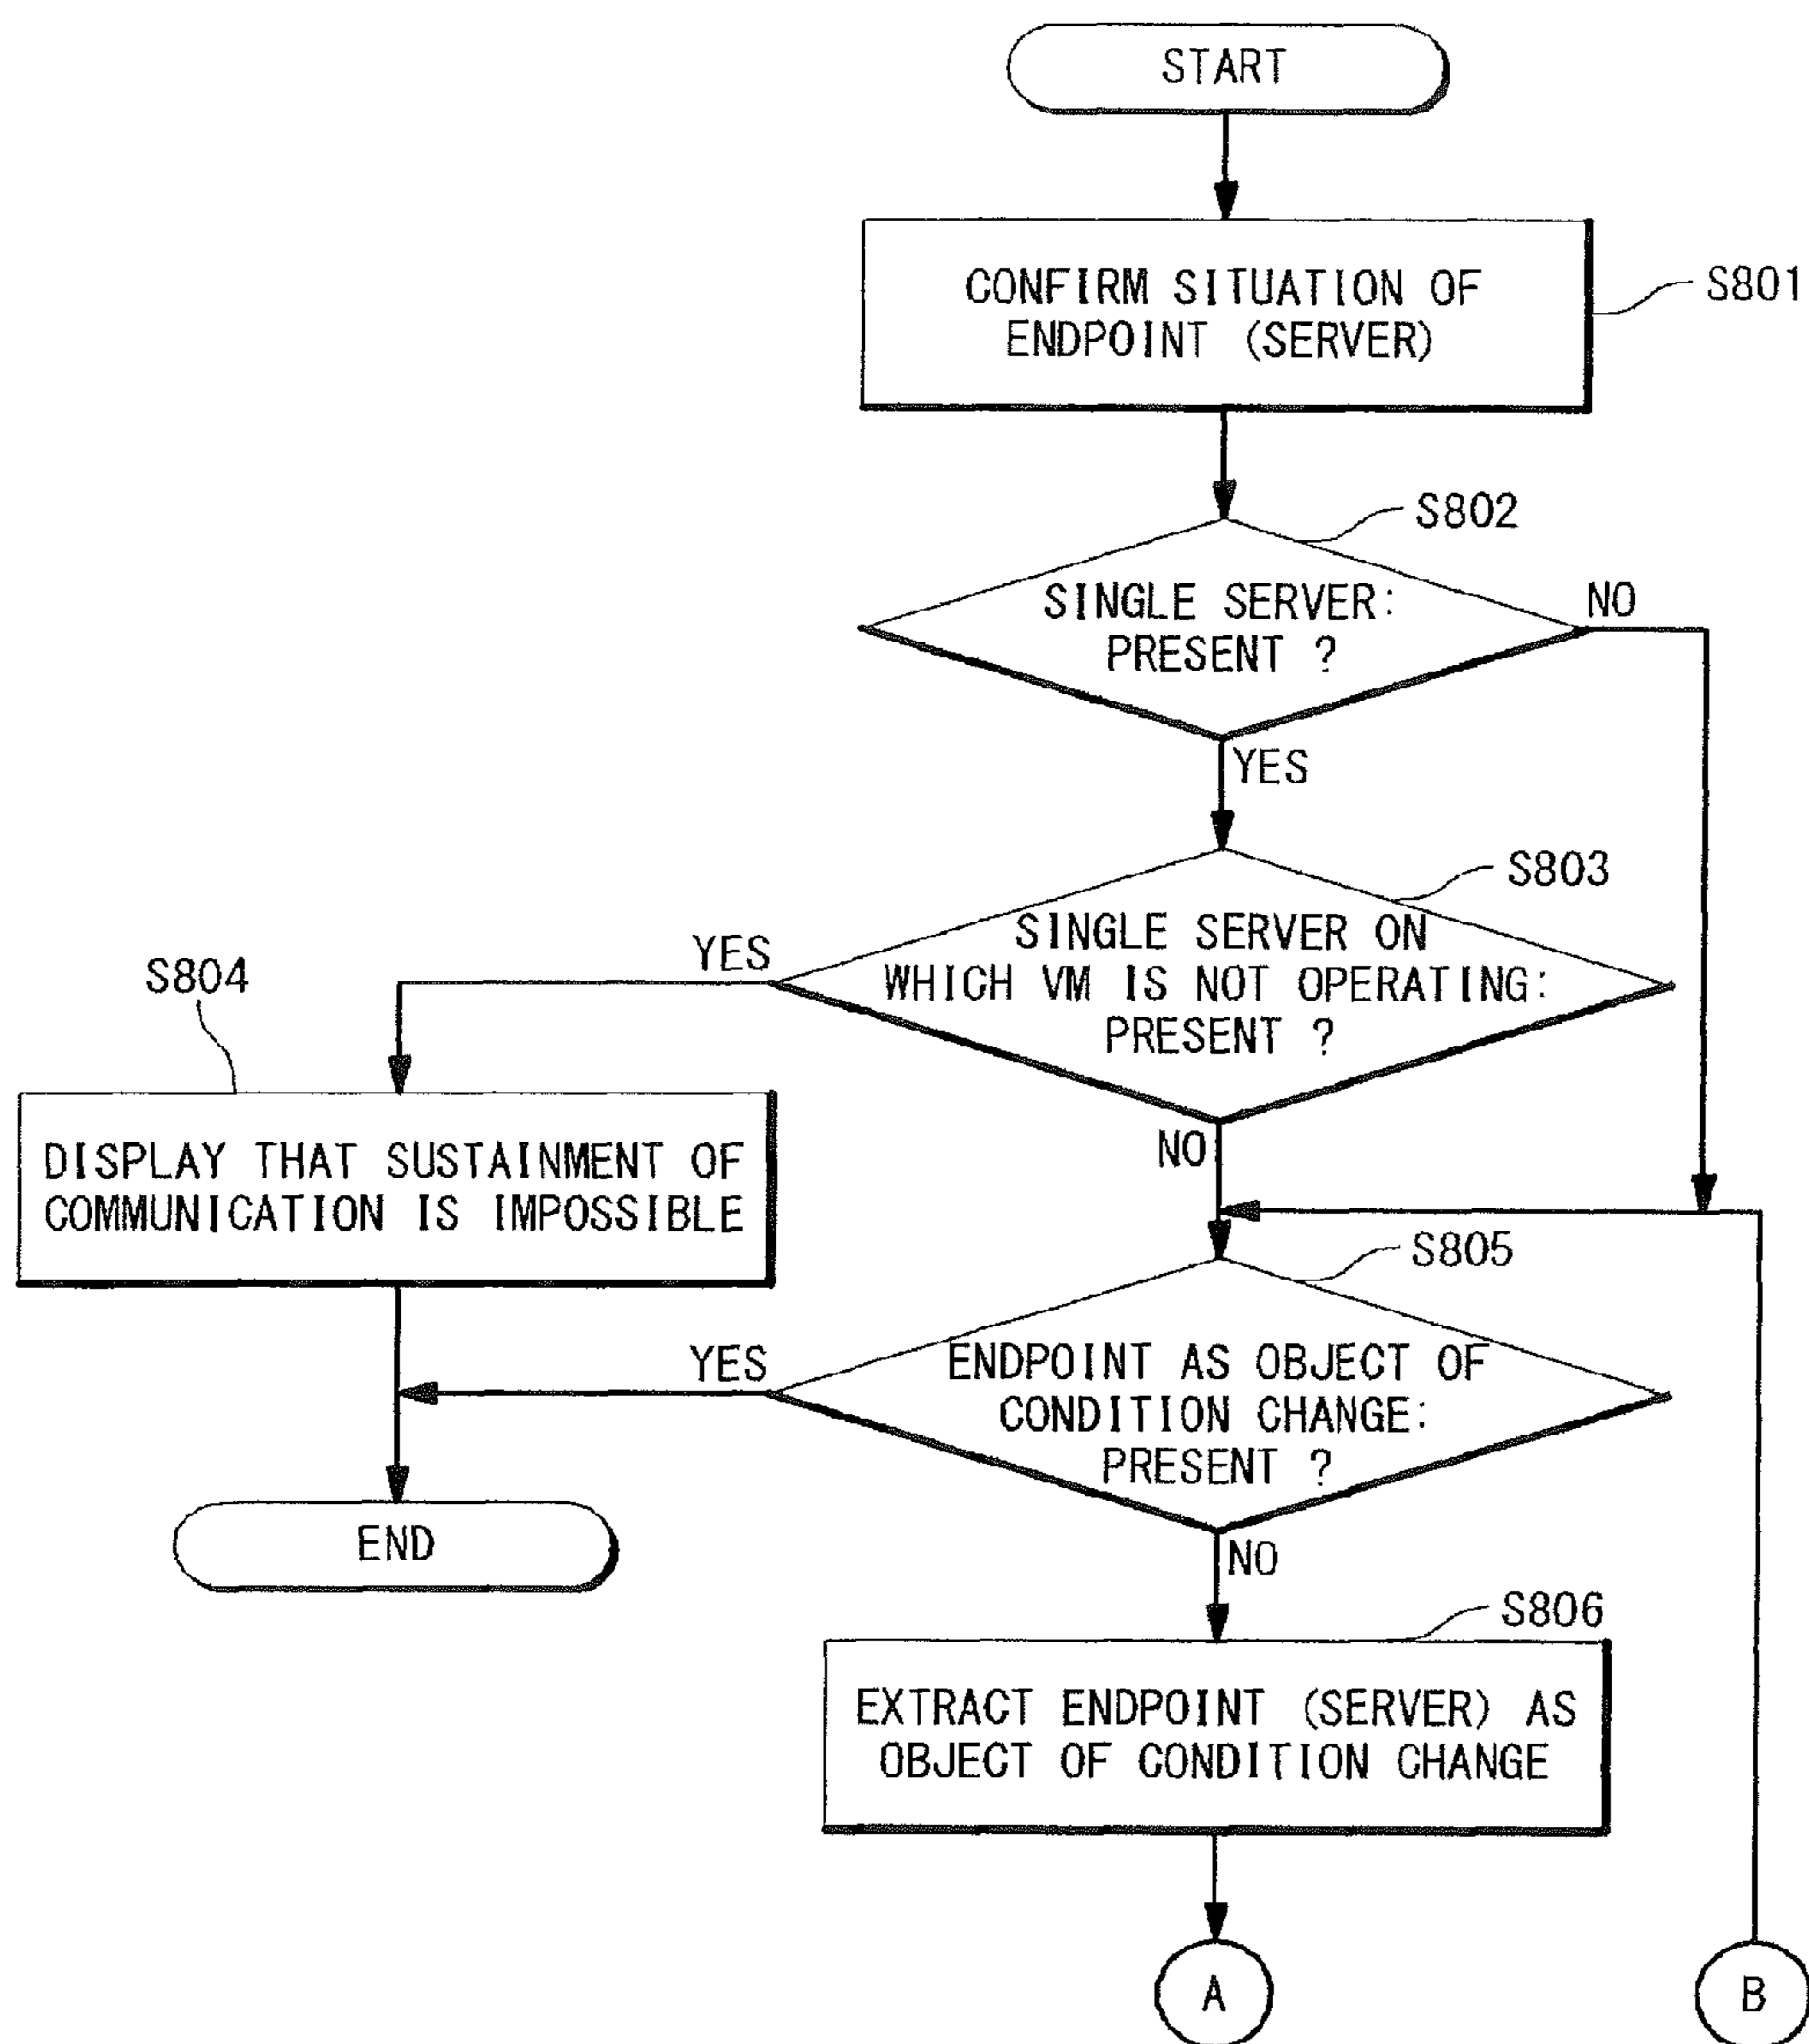 START
CONFIRM SITUATION OF
ENDPOINT (SERVER)
S801
S802
SINGLE SERVER:
PRESENT ?
NO
YES
S803
SINGLE SERVER ON
WHICH VM IS NOT OPERATING:
PRESENT ?
YES
S804
NO
DISPLAY THAT SUSTAINMENT OF
COMMUNICATION IS IMPOSSIBLE
S805
ENDPOINT AS OBJECT OF
CONDITION CHANGE:
PRESENT ?
YES
END
NO
S806
EXTRACT ENDPOINT (SERVER) AS
OBJECT OF CONDITION CHANGE
A
B